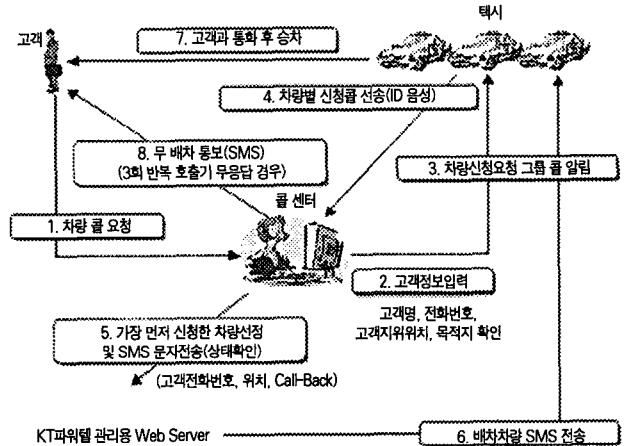 택시
고객
7. 고객과 통화 후 승차
4. 차량별 신청콜 선송(ID 음성)
8. 무 배차 통보(SMS)
(3회 반복 호출기 무응답 경우)
3. 차량신청요청 그룹 콜 알림
콜 센터
1. 차량 콜 요청
2. 고객정보입력
고객명, 전화번호,
고객지위위치, 목적지 확인
5. 가장 먼저 신청한 차량선정
및 SMS 문자전송(상태확인)
(고객전화번호, 위치, Call-Back)
KT파워텔 관리용 Web Server
6. 배차차량 SMS 전송